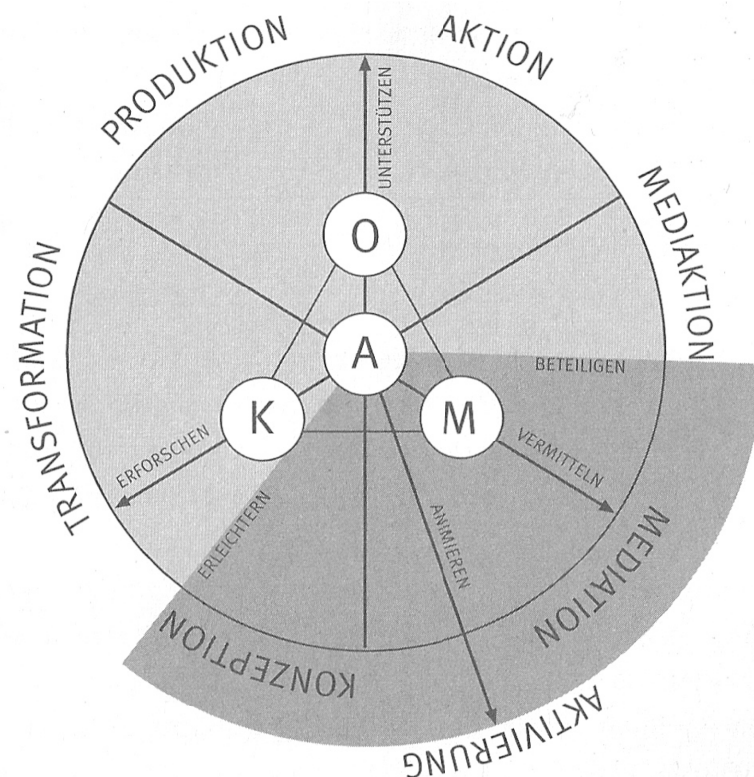 PRODUKTION
AKTION
UNTERSTÜTZEN
MEDIAKTION
O
TRANSFORMATION
A
BETEILIGEN
K
M
ERFORSCHEN
VERMITTELN
ERLEICHTERN
ANIMIEREN
MEDIATION
KONZEPTION
AKTIVIERUNG